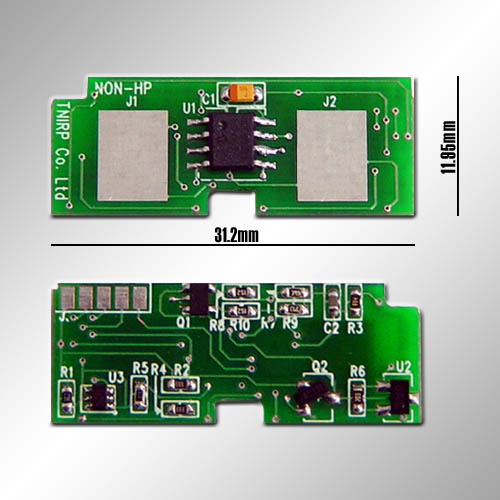 NON-HP
J1
U1
C1
J2
TNIRP Co. Ltd
11.95mm
31.2mm
Q1
R8
R10
R7
R9
C2
R3
R1
U3
R5
R4
R2
Q2
R6
U2